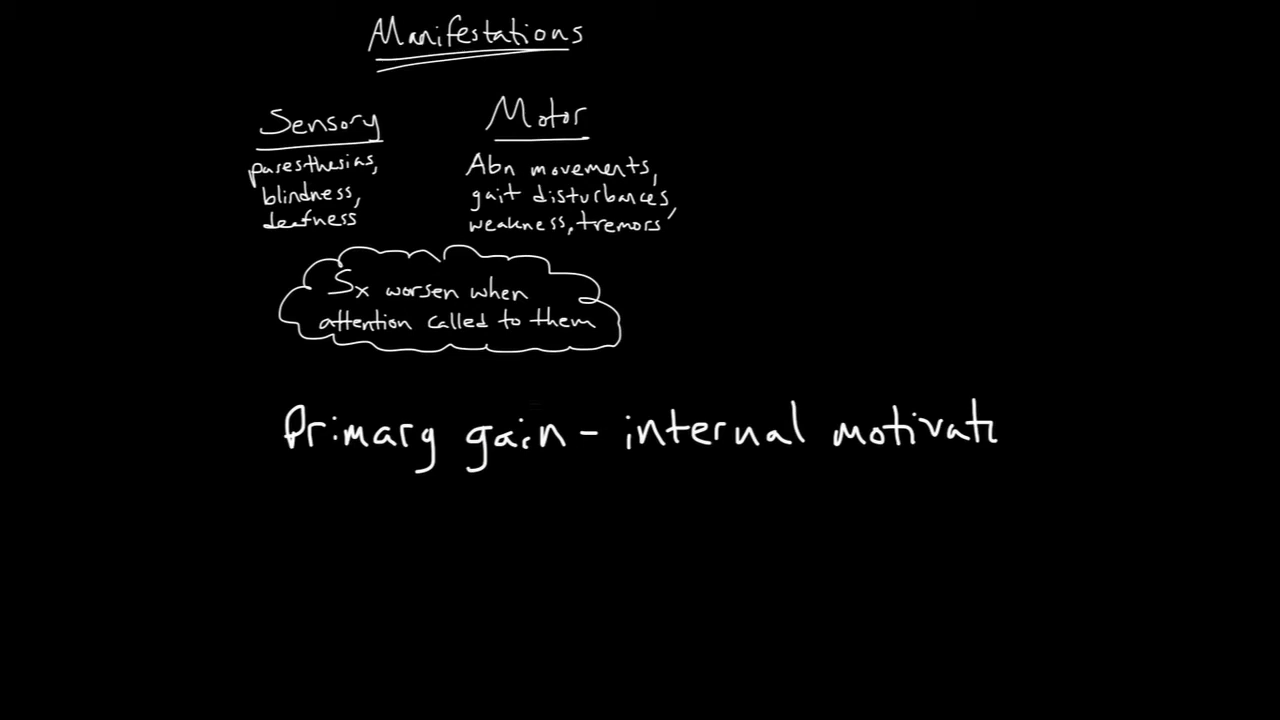 Manifestations
Sensory
paresthesias,
blindness,
deafness
Motor
Abn movements,
gait disturbances,
weakness, tremors
Sx worsen when
attention called to them
Primary gain - internal motivati